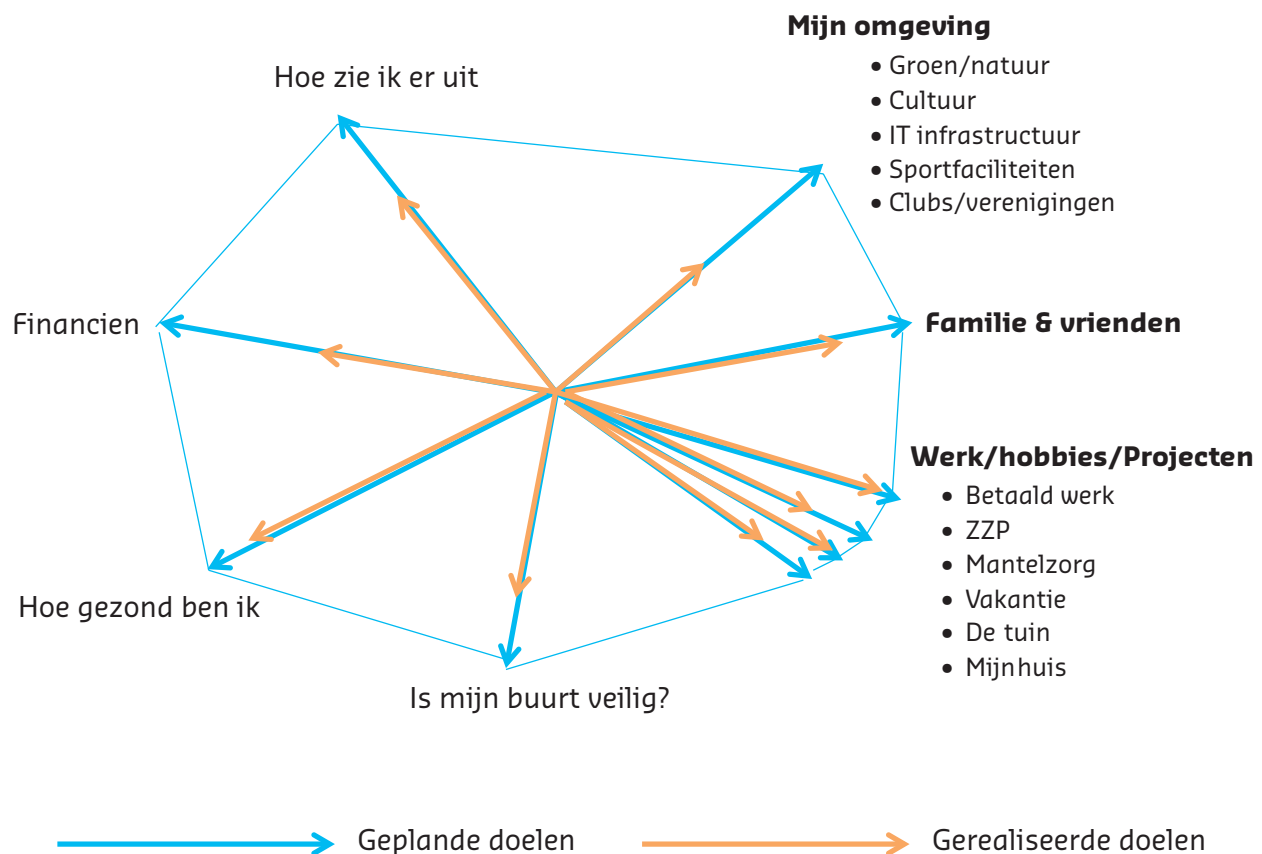 Mijn omgeving
• Groen/natuur
• Cultuur
• IT infrastructuur
• Sportfaciliteiten
• Clubs/verenigingen
Hoe zie ik er uit
Financien
Familie & vrienden
Werk/hobbies/Projecten
• Betaald werk
• ZZP
• Mantelzorg
• Vakantie
• De tuin
• Mijnhuis
Hoe gezond ben ik
Is mijn buurt veilig?
Geplande doelen
Gerealiseerde doelen